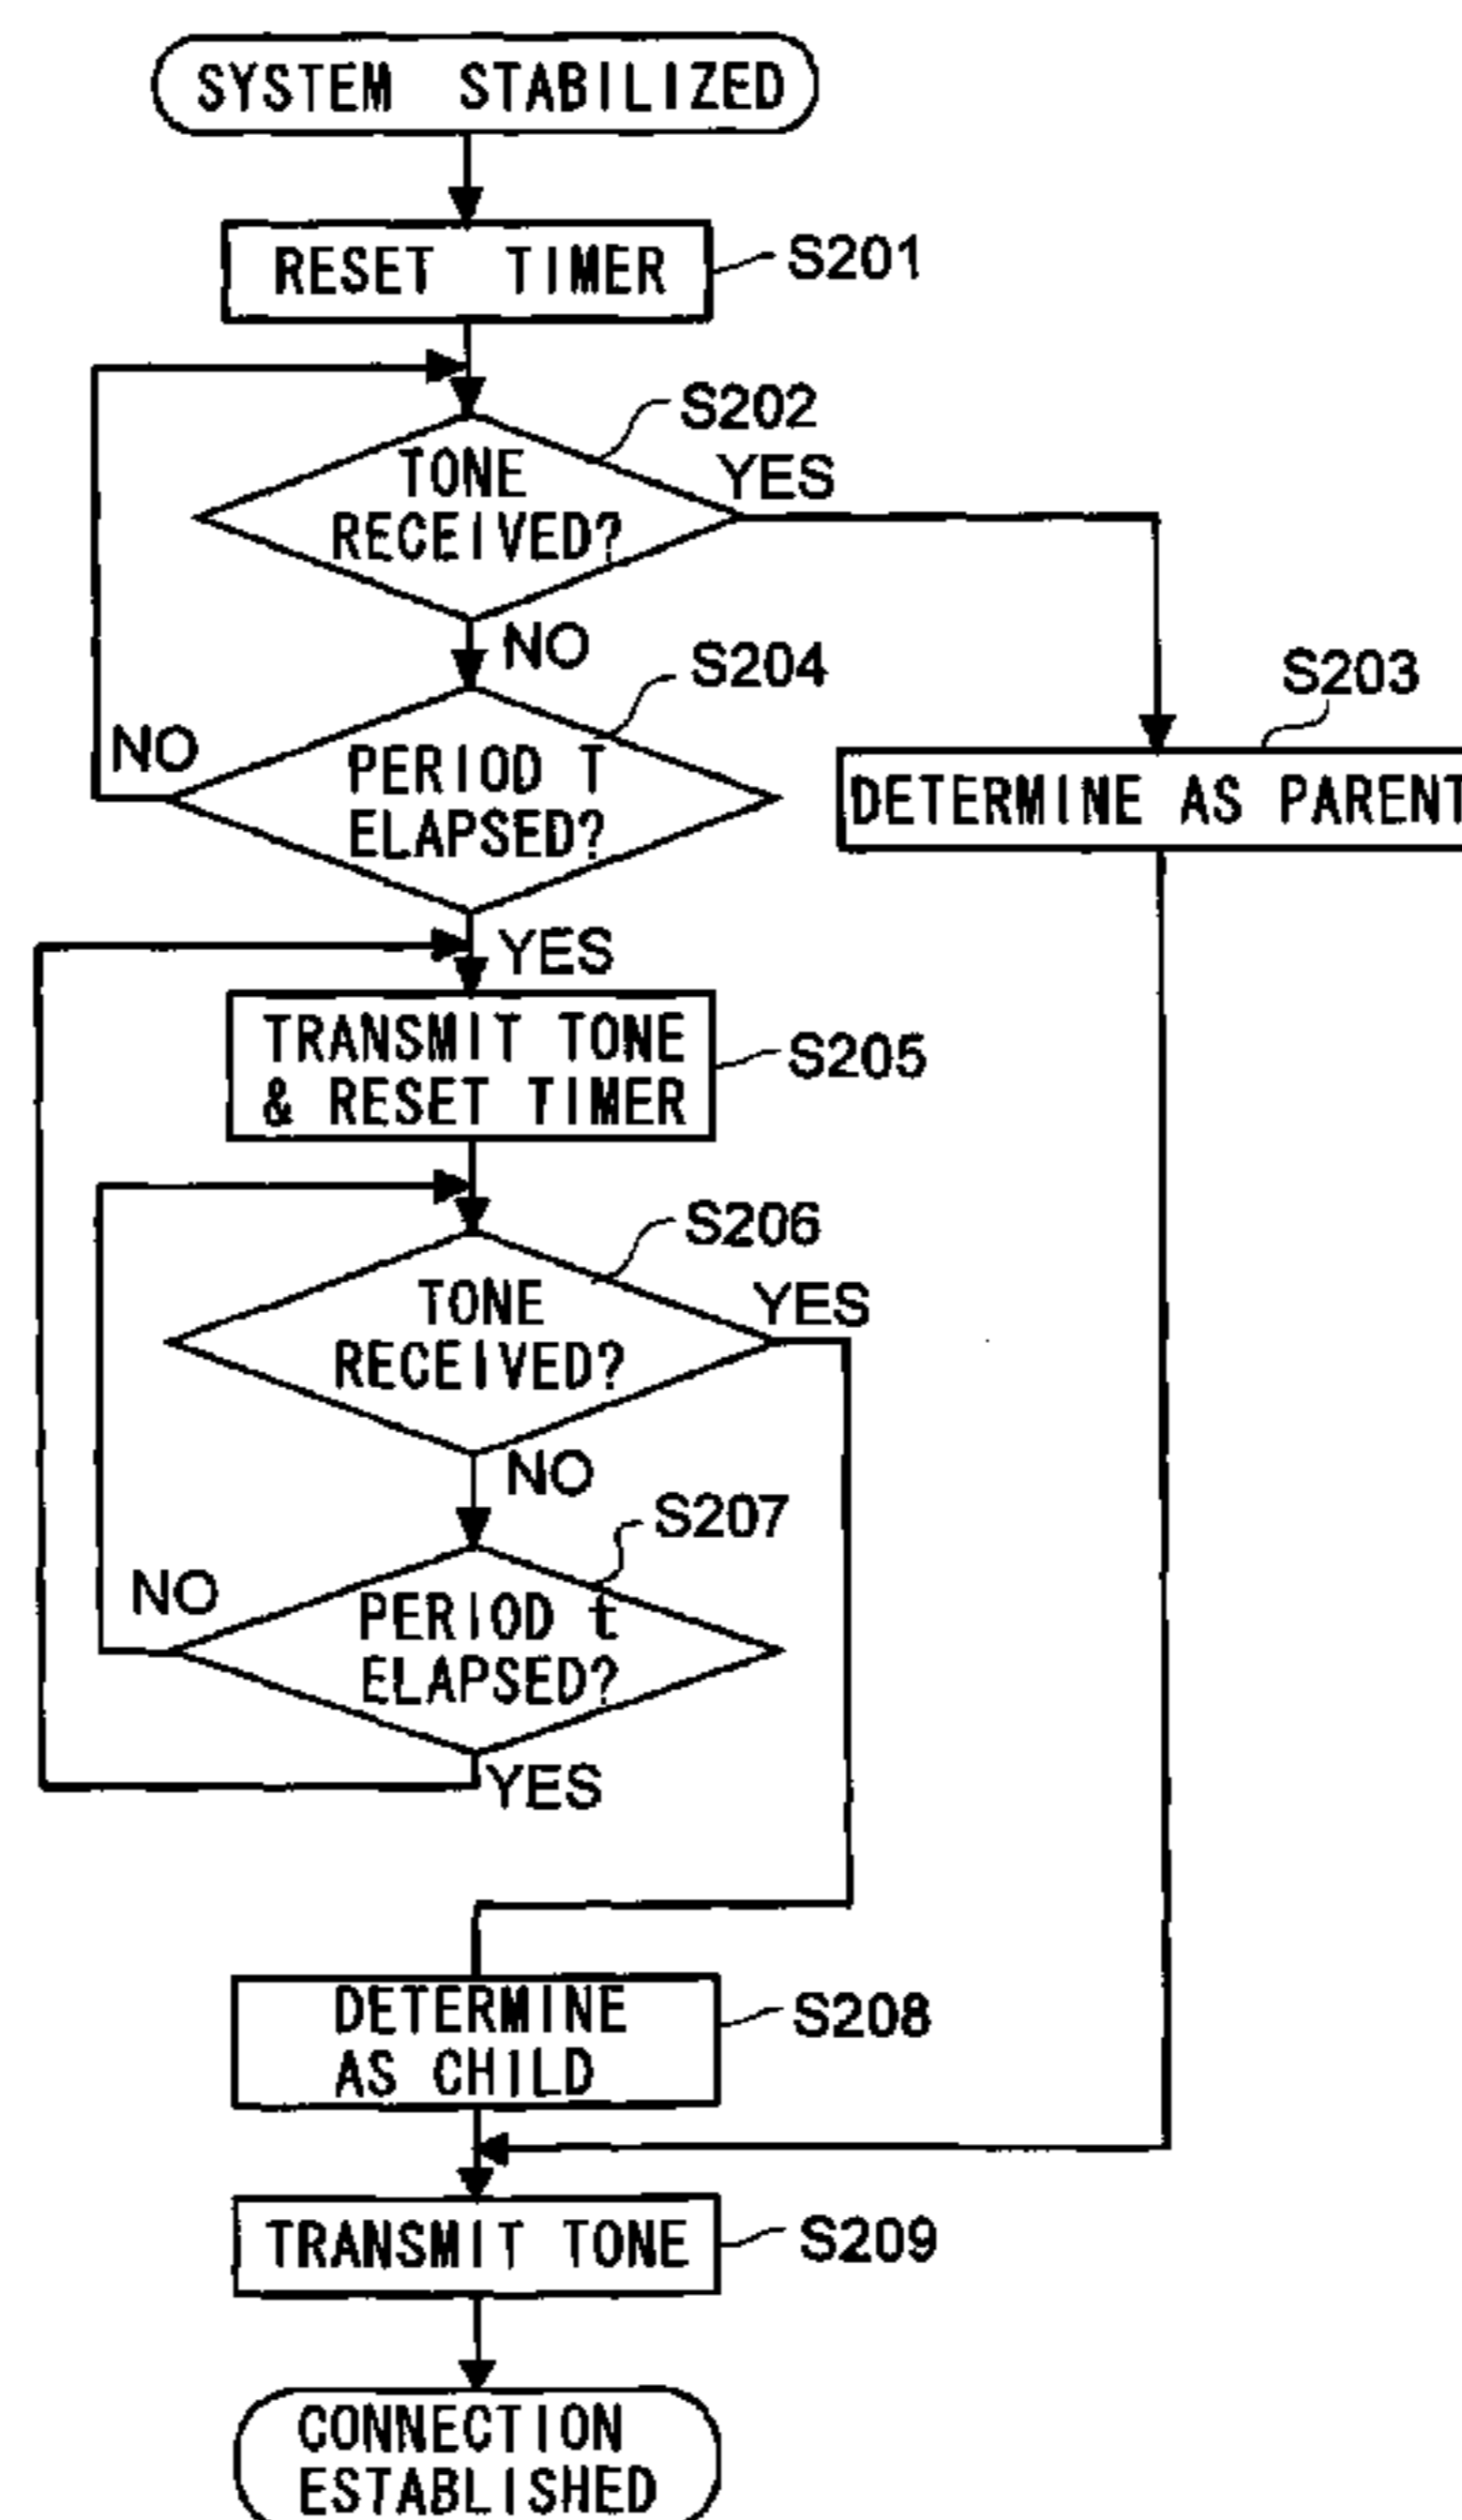 SYSTEM STABILIZED
RESET TIMER
S201
S202
TONE
RECEIVED?
YES
NO
S204
S203
NO
PERIOD T
ELAPSED?
DETERMINE AS PARENT
YES
TRANSMIT TONE
& RESET TIMER
S205
S206
TONE
RECEIVED?
YES
NO
S207
NO
PERIOD t
ELAPSED?
YES
DETERMINE
AS CHILD
S208
TRANSMIT TONE
S209
CONNECTION
ESTABLISHED